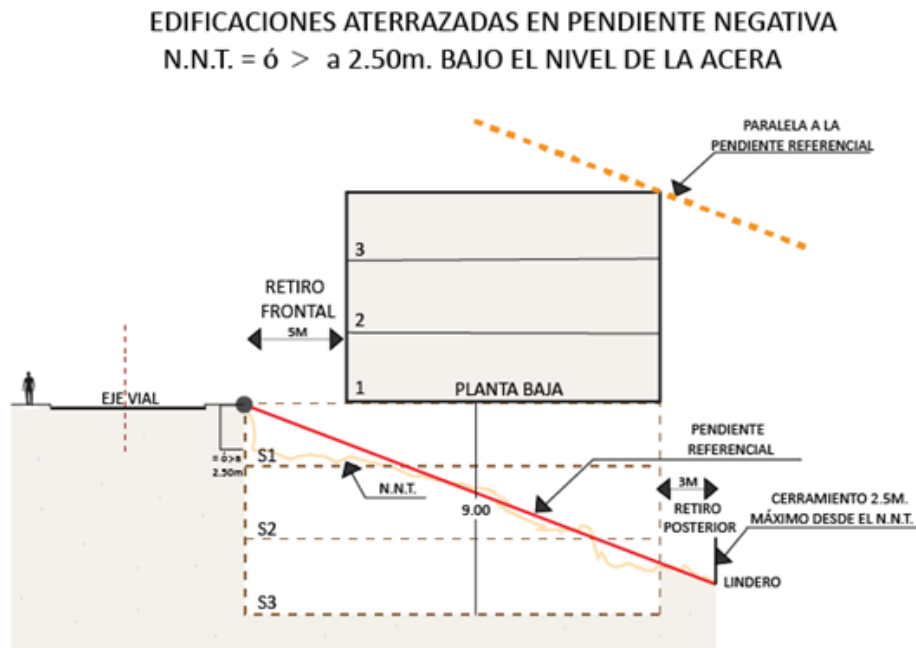 EDIFICACIONES ATERRAZADAS EN PENDIENTE NEGATIVA
N.N.T. = ó > a 2.50m. BAJO EL NIVEL DE LA ACERA
PARALELA A LA
PENDIENTE REFERENCIAL
3
RETIRO
FRONTAL
5M
2
1
PLANTA BAJA
EJE VIAL
= ó > a
2.50m
S1
N.N.T.
PENDIENTE
REFERENCIAL
9.00
3M
RETIRO
POSTERIOR
CERRAMIENTO 2.5M.
MÁXIMO DESDE EL N.N.T.
S2
LINDERO
S3